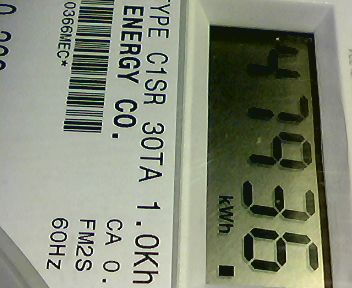 47936
kWh
TYPE C1SR 30TA 1.0Kh
ENERGY CO.
CA 0.
FM2S
60HZ
0366MEC*